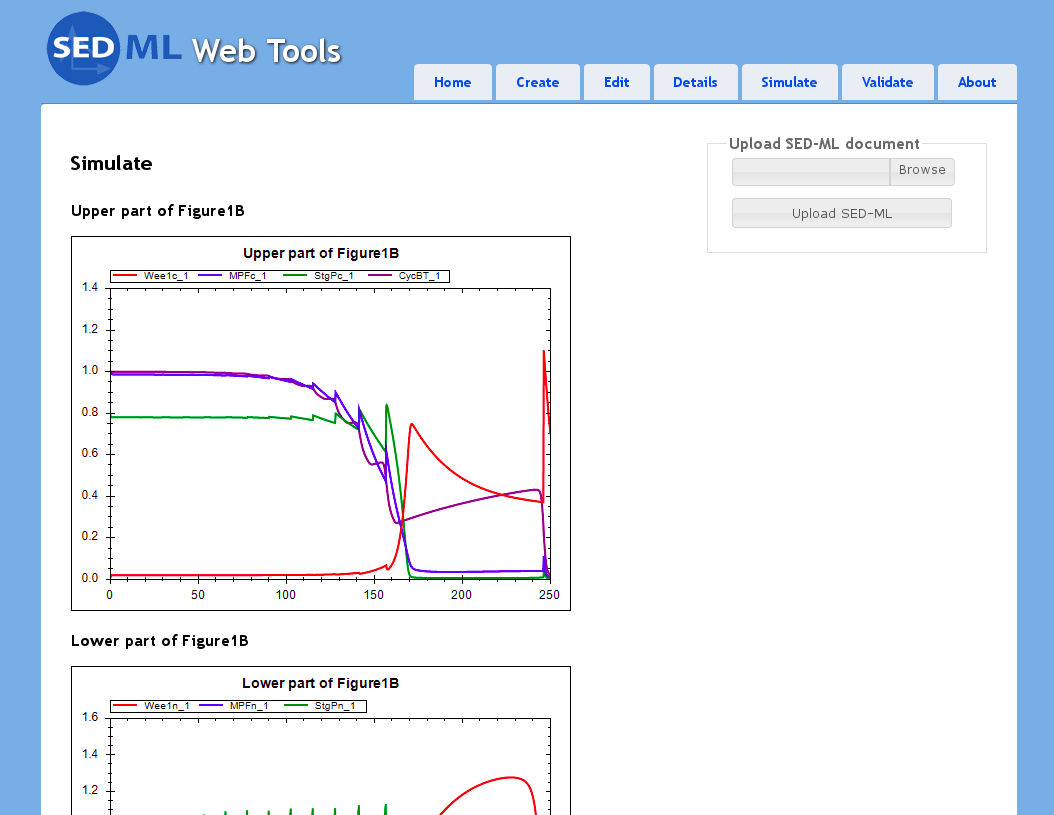 SED ML Web Tools
Home Create Edit Details Simulate Validate About
Simulate
Upload SED-ML document
Browse
Upload SED-ML
Upper part of Figure1B
Upper part of Figure1B
Wee1c_1 MPFc_1 StgPc_1 CycBT_1
1.4
1.2
1.0
0.8
0.6
0.4
0.2
0.0
0 50 100 150 200 250
Lower part of Figure1B
Lower part of Figure1B
Wee1n_1 MPFn_1 StgPn_1
1.6
1.4
1.2